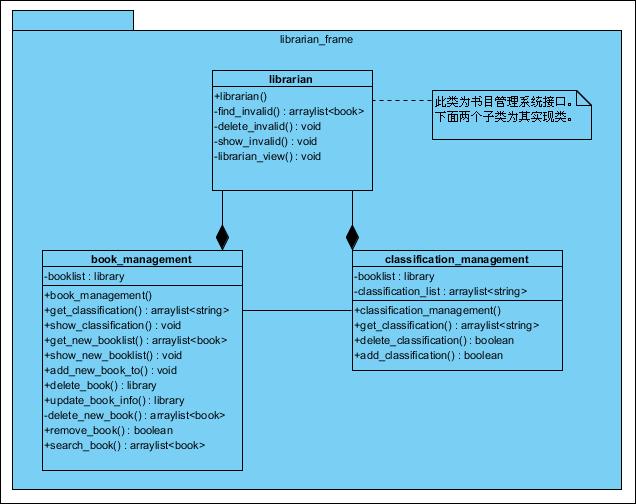 librarian_frame
librarian
+librarian()
-find_invalid() : arraylist<book>
-delete_invalid() : void
-show_invalid() : void
-librarian_view() : void
此类为书目管理系统接口。
下面两个子类为其实现类。
book_management
-booklist : library
+book_management()
+get_classification() : arraylist<string>
+show_classification() : void
+get_new_booklist() : arraylist<book>
+show_new_booklist() : void
+add_new_book_to() : void
+delete_book() : library
+update_book_info() : library
-delete_new_book() : arraylist<book>
+remove_book() : boolean
+search_book() : arraylist<book>
classification_management
-booklist : library
-classification_list : arraylist<string>
+classification_management()
+get_classification() : arraylist<string>
+delete_classification() : boolean
+add_classification() : boolean